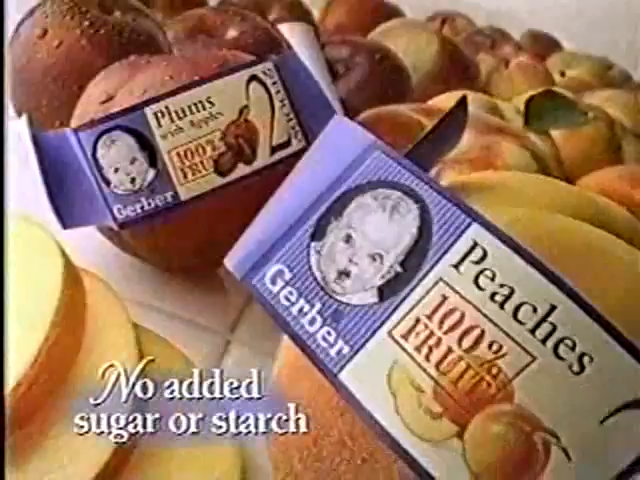 Plums
with Apples
100%
FRUIT
2
Gerber
Peaches
100%
FRUIT
Gerber
No added
sugar or starch